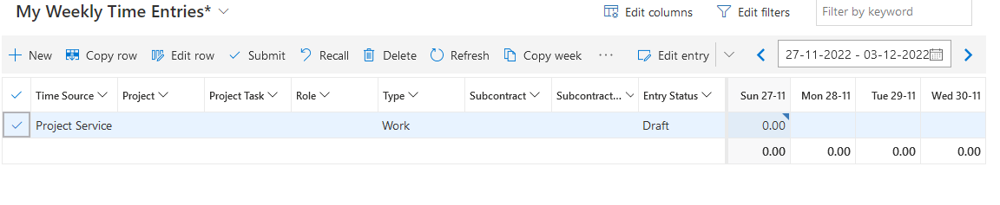 My Weekly Time Entries*
Edit columns Edit filters Filter by keyword
New Copy row Edit row Submit Recall Delete Refresh Copy week ... Edit entry 27-11-2022 - 03-12-2022
Time Source Project Project Task Role Type Subcontract Subcontract... Entry Status Sun 27-11 Mon 28-11 Tue 29-11 Wed 30-11
Project Service Work Draft 0.00
0.00 0.00 0.00 0.00